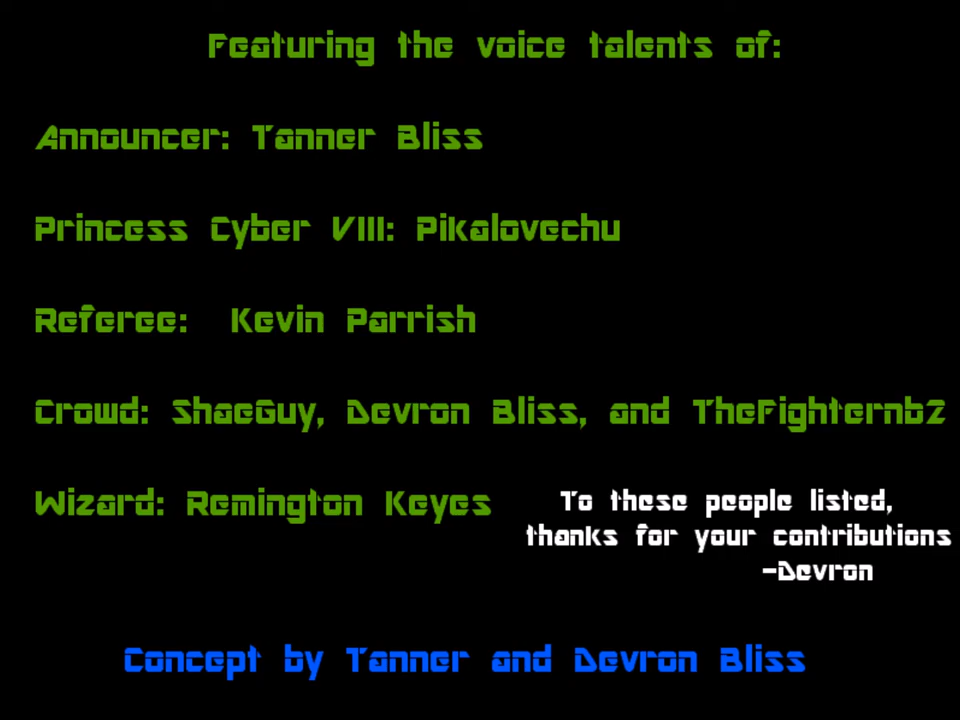 Featuring the voice talents of:
Announcer: Tanner Bliss
Princess Cyber VIII: Pikalovechu
Referee: Kevin Parrish
Crowd: ShaeGuy, Devron Bliss, and TheFighternb2
Wizard: Remington Keyes
To these people listed,
thanks for your contributions
-Devron
Concept by Tanner and Devron Bliss